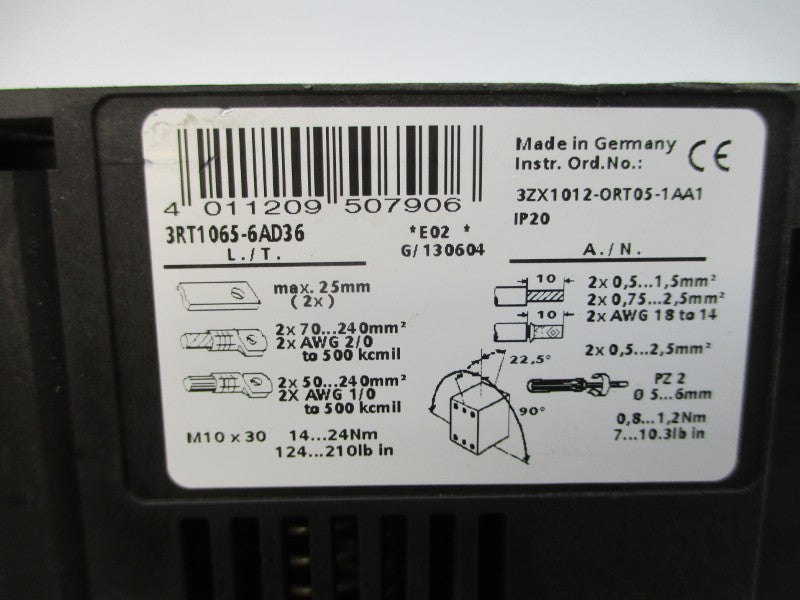 4 011209 507906
3RT1065-6AD36
*E02 *
G/130604
Made in Germany
Instr. Ord.No.:
CE
3ZX1012-0RT05-1AA1
IP20
L./T.
max. 25mm
(2x)
2x 70...240mm²
2x AWG 2/0
to 500 kcmil
2x 50...240mm²
2X AWG 1/0
to 500 kcmil
M10 x 30
14...24Nm
124...210lb in
A./N.
10
2x 0,5...1,5mm²
2x 0,75...2,5mm²
10
2x AWG 18 to 14
2x 0,5...2,5mm²
22,5°
90°
PZ 2
Ø 5...6mm
0,8...1,2Nm
7...10.3lb in